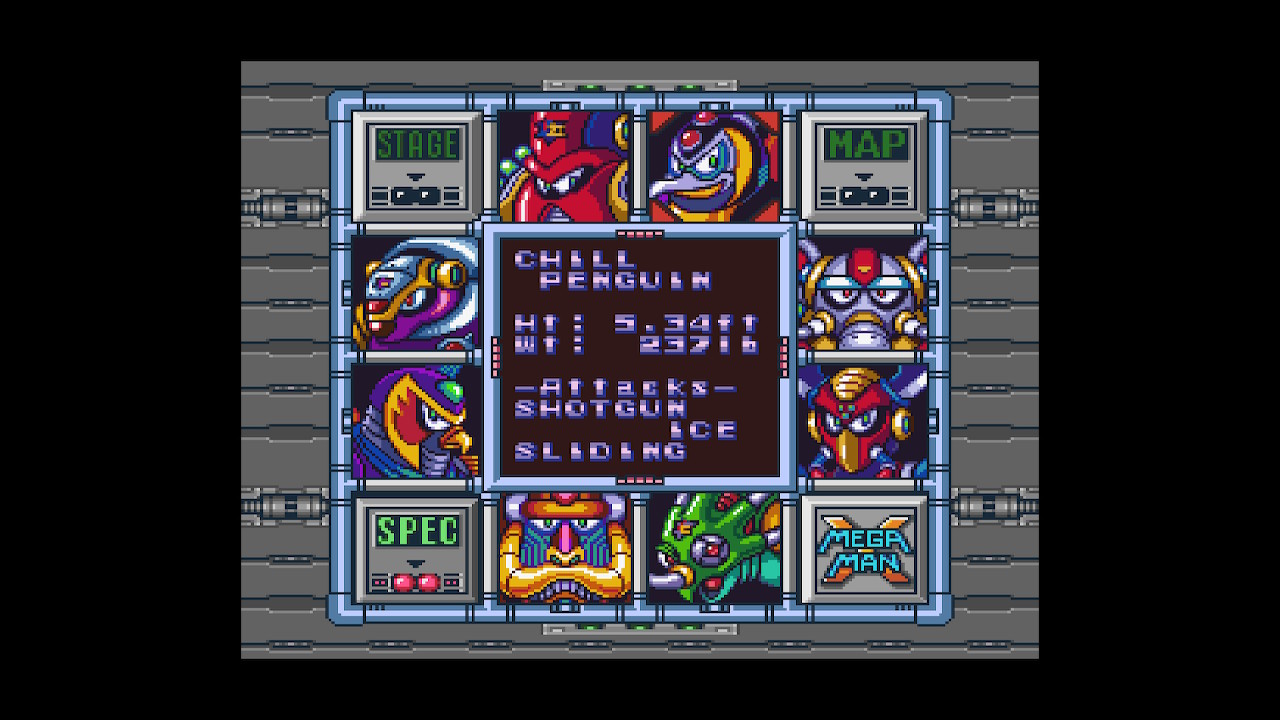 STAGE
MAP
CHILL
PENGUIN
Ht: 5.34ft
Wt: 237lb
-Attacks-
SHOTGUN
ICE
SLIDING
SPEC
MEGA
MAN
X